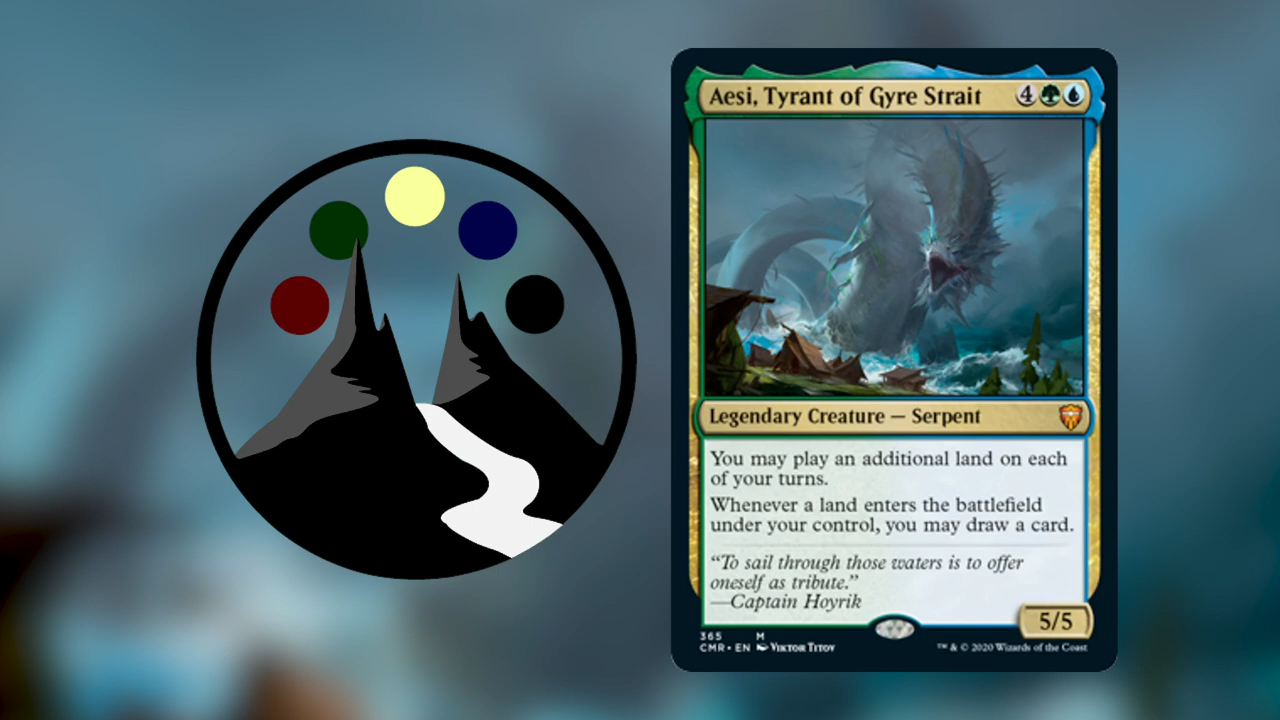 Aesi, Tyrant of Gyre Strait 4
Legendary Creature — Serpent
You may play an additional land on each
of your turns.
Whenever a land enters the battlefield
under your control, you may draw a card.
“To sail through those waters is to offer
oneself as tribute.”
—Captain Hoyrik
5/5
365 M
CMR • EN Viktor Titov
™ & © 2020 Wizards of the Coast